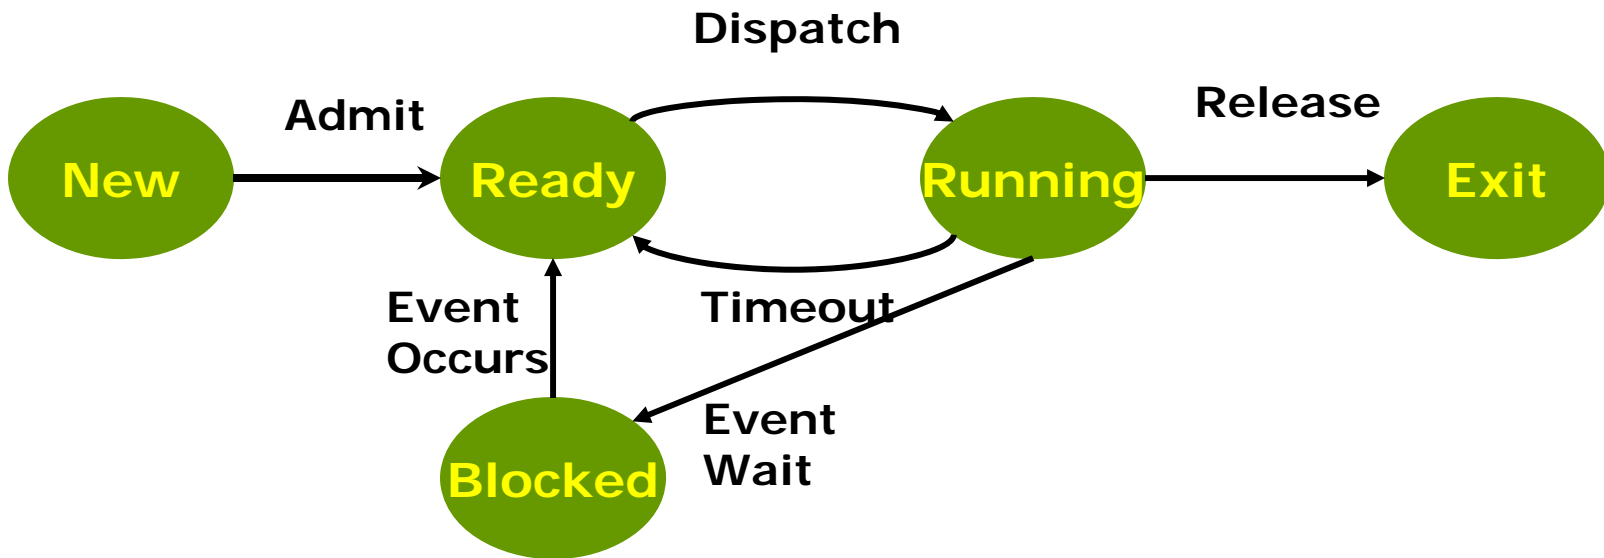 Dispatch
Admit
Release
New
Ready
Running
Exit
Event
Occurs
Timeout
Event
Wait
Blocked